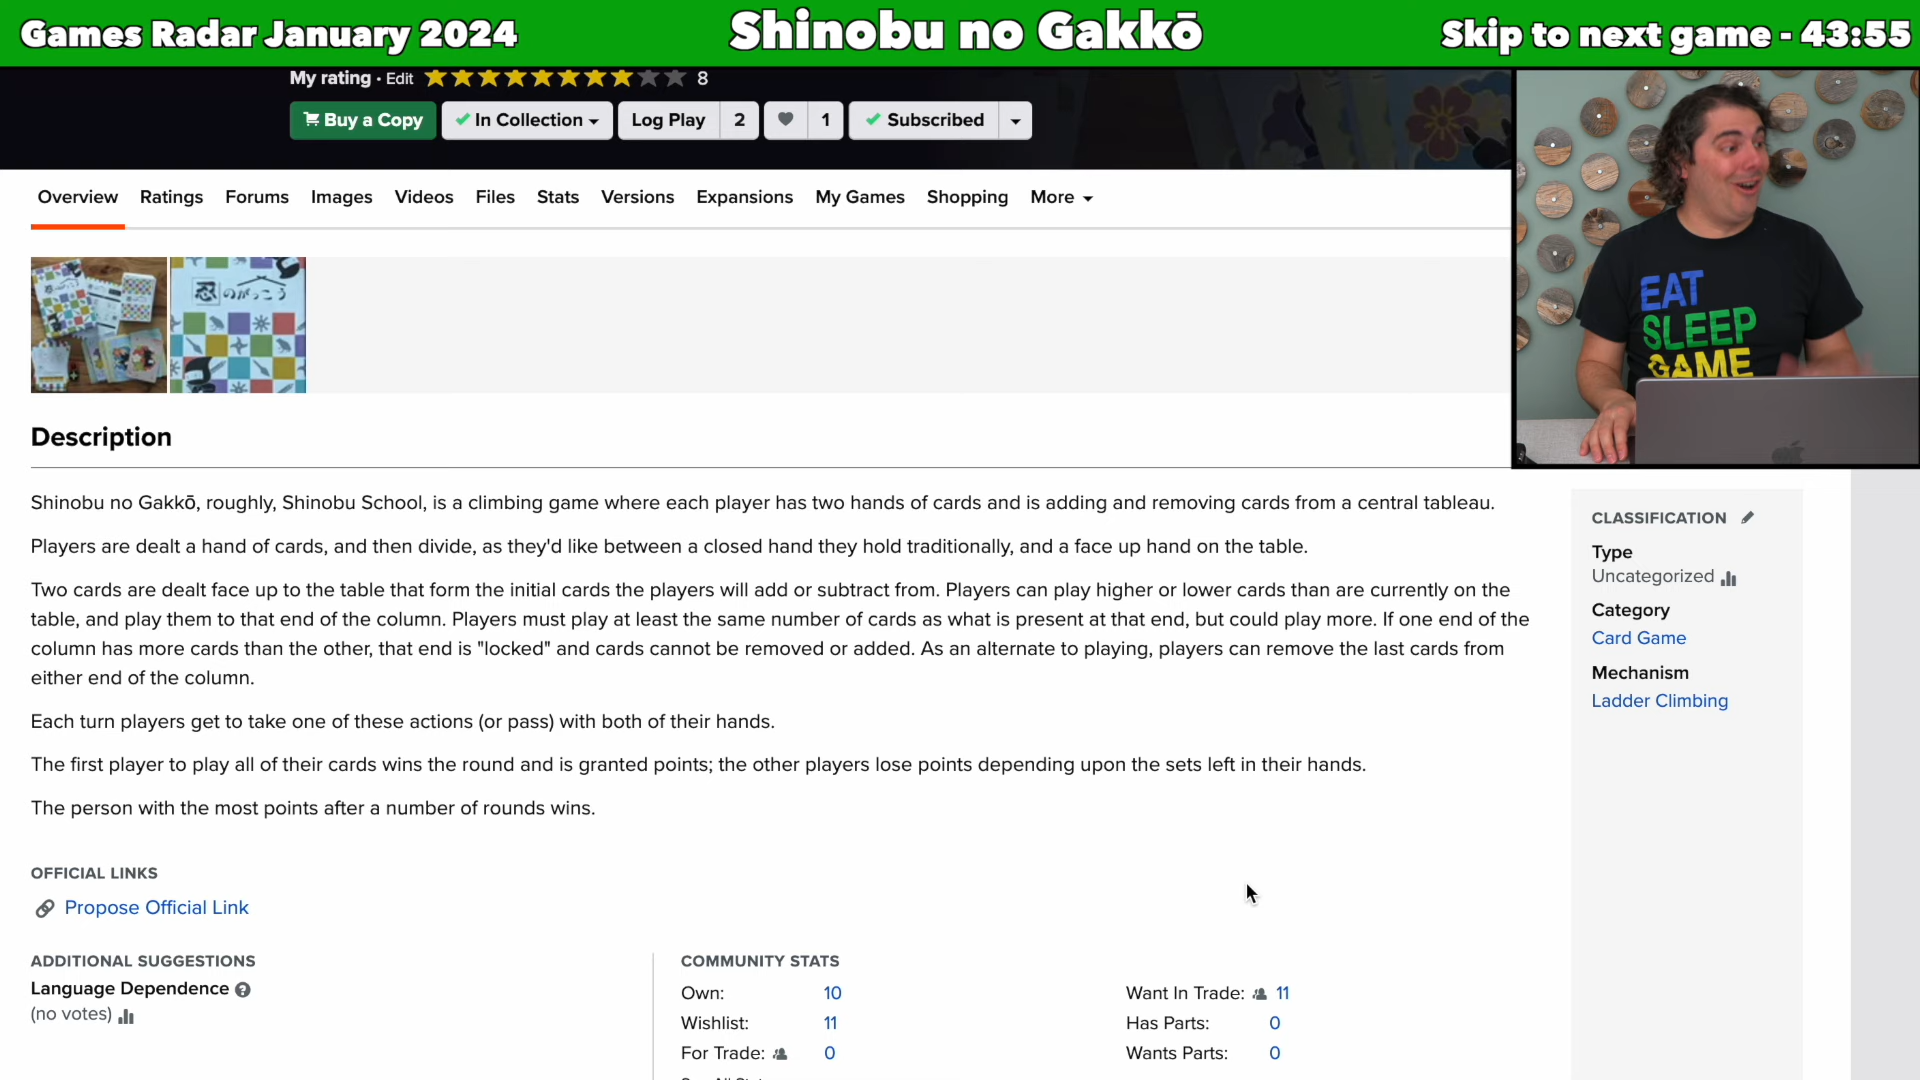 Games Radar January 2024
Shinobu no Gakkō
Skip to next game - 43:55
My rating • Edit 8
Buy a Copy
In Collection
Log Play 2
1
Subscribed
Overview Ratings Forums Images Videos Files Stats Versions Expansions My Games Shopping More
忍のがっこう
EAT
SLEEP
GAME
Description
Shinobu no Gakkō, roughly, Shinobu School, is a climbing game where each player has two hands of cards and is adding and removing cards from a central tableau.
Players are dealt a hand of cards, and then divide, as they'd like between a closed hand they hold traditionally, and a face up hand on the table.
Two cards are dealt face up to the table that form the initial cards the players will add or subtract from. Players can play higher or lower cards than are currently on the
table, and play them to that end of the column. Players must play at least the same number of cards as what is present at that end, but could play more. If one end of the
column has more cards than the other, that end is "locked" and cards cannot be removed or added. As an alternate to playing, players can remove the last cards from
either end of the column.
Each turn players get to take one of these actions (or pass) with both of their hands.
The first player to play all of their cards wins the round and is granted points; the other players lose points depending upon the sets left in their hands.
The person with the most points after a number of rounds wins.
CLASSIFICATION
Type
Uncategorized
Category
Card Game
Mechanism
Ladder Climbing
OFFICIAL LINKS
Propose Official Link
ADDITIONAL SUGGESTIONS
Language Dependence
(no votes)
COMMUNITY STATS
Own: 10
Wishlist: 11
For Trade: 0
Want In Trade: 11
Has Parts: 0
Wants Parts: 0